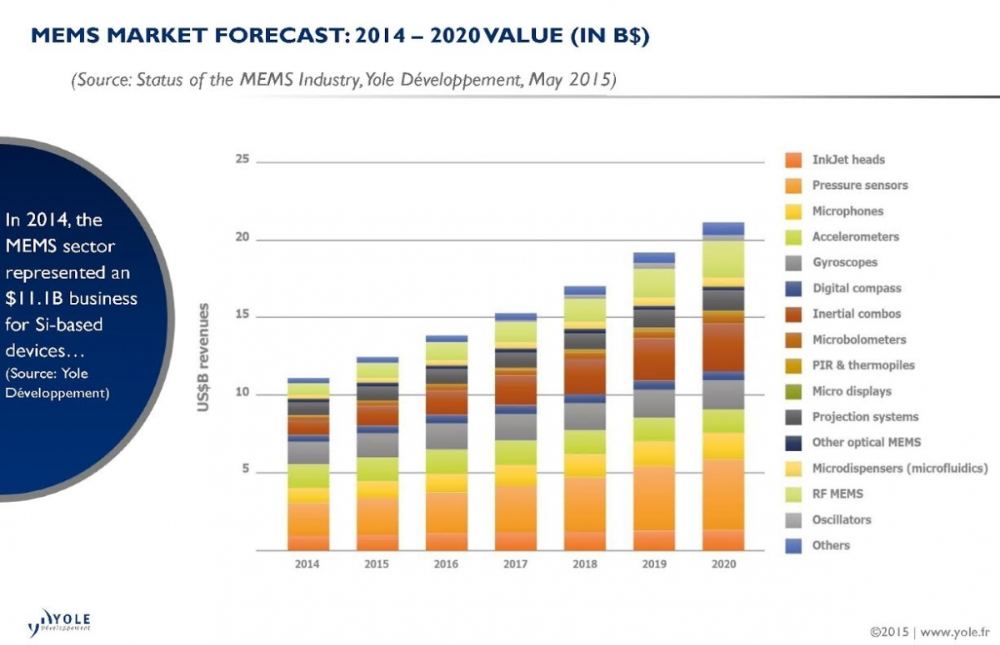 MEMS MARKET FORECAST: 2014 – 2020 VALUE (IN B$)
(Source: Status of the MEMS Industry, Yole Développement, May 2015)
In 2014, the
MEMS sector
represented an
$11.1B business
for Si-based
devices…
(Source: Yole
Développement)
US$B revenues
25
20
15
10
5
2014
2015
2016
2017
2018
2019
2020
InkJet heads
Pressure sensors
Microphones
Accelerometers
Gyroscopes
Digital compass
Inertial combos
Microbolometers
PIR & thermopiles
Micro displays
Projection systems
Other optical MEMS
Microdispensers (microfluidics)
RF MEMS
Oscillators
Others
YOLE
Développement
©2015 | www.yole.fr